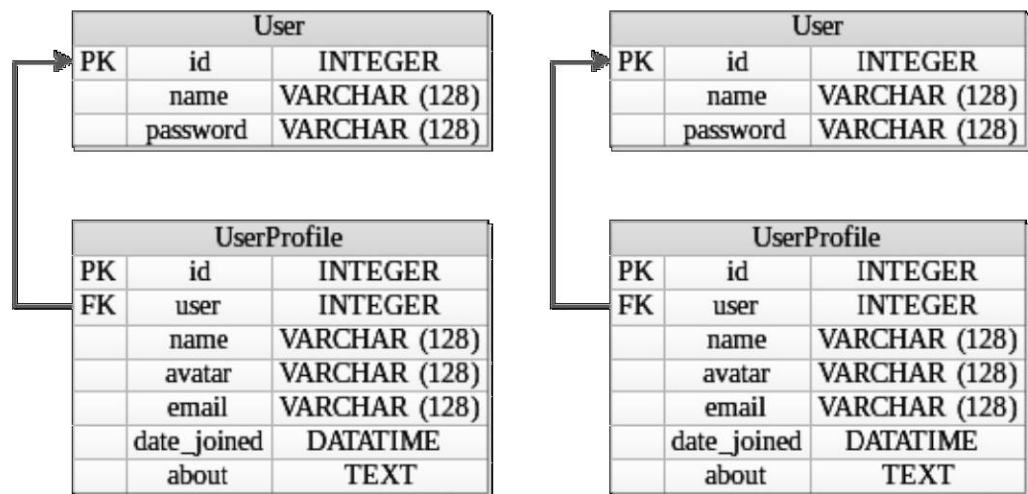 User
PK id INTEGER
name VARCHAR (128)
password VARCHAR (128)
UserProfile
PK id INTEGER
FK user INTEGER
name VARCHAR (128)
avatar VARCHAR (128)
email VARCHAR (128)
date_joined DATATIME
about TEXT
User
PK id INTEGER
name VARCHAR (128)
password VARCHAR (128)
UserProfile
PK id INTEGER
FK user INTEGER
name VARCHAR (128)
avatar VARCHAR (128)
email VARCHAR (128)
date_joined DATATIME
about TEXT